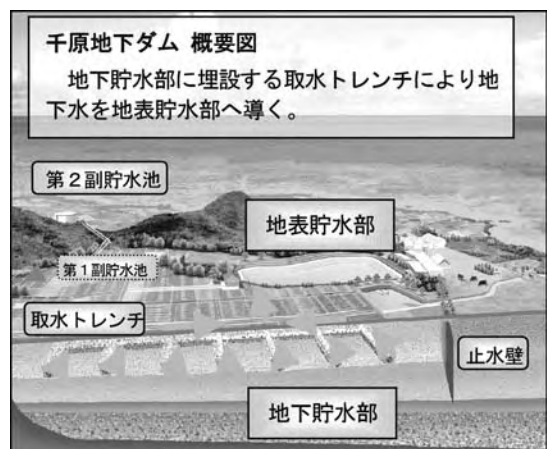 千原地下ダム 概要図
地下貯水部に埋設する取水トレンチにより地
下水を地表貯水部へ導く。
第2副貯水池
地表貯水部
第1副貯水池
取水トレンチ
止水壁
地下貯水部